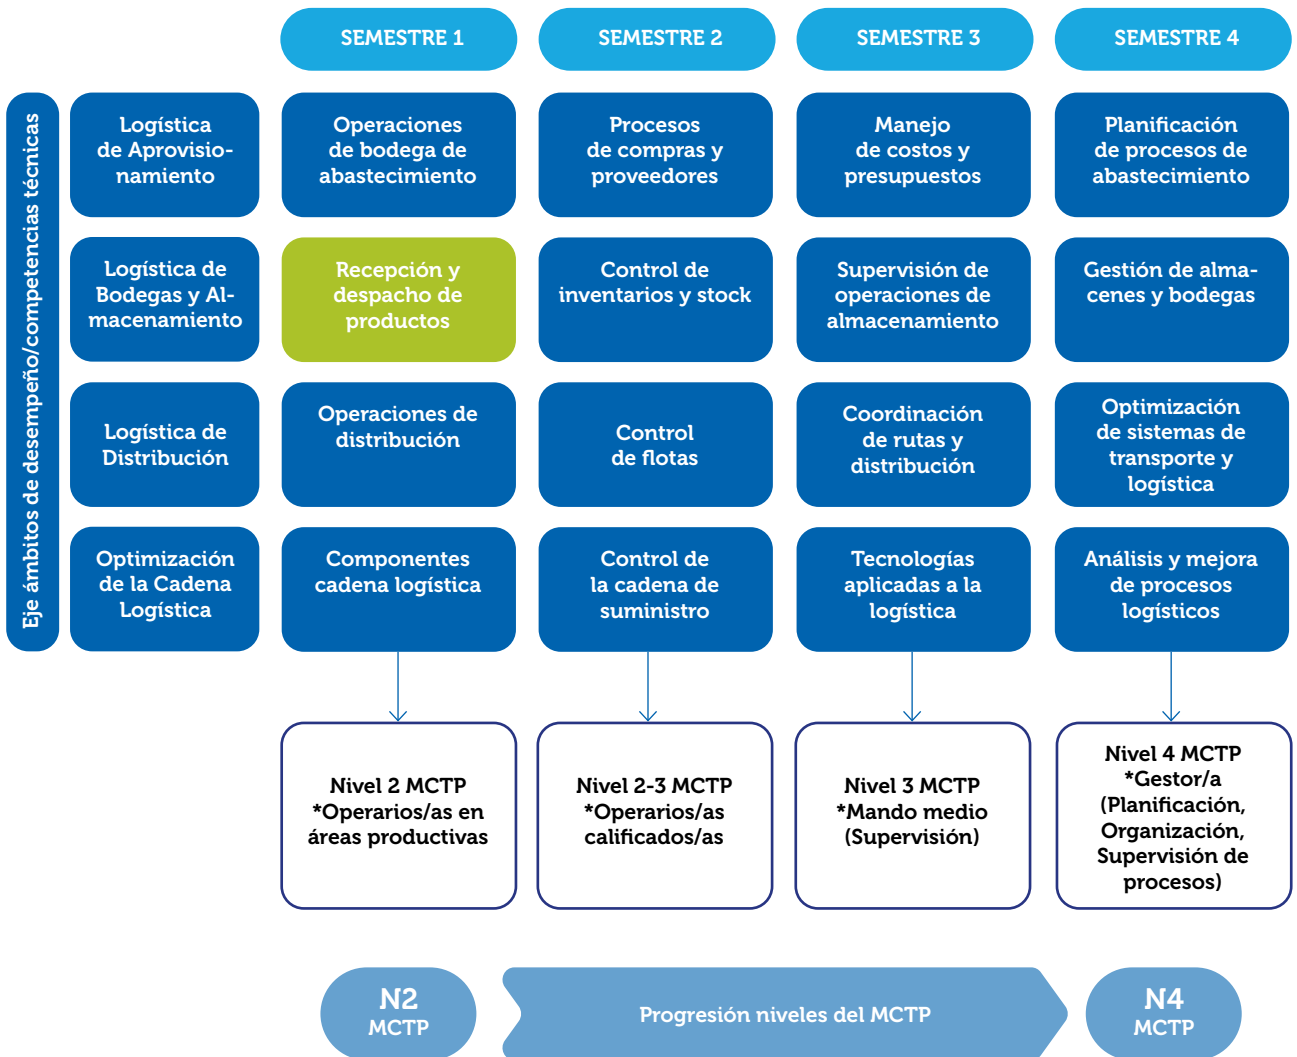 SEMESTRE 1
SEMESTRE 2
SEMESTRE 3
SEMESTRE 4
Eje ámbitos de desempeño/competencias técnicas
Logística
de Aprovisio-
namiento
Operaciones
de bodega de
abastecimiento
Procesos
de compras y
proveedores
Manejo
de costos y
presupuestos
Planificación
de procesos de
abastecimiento
Logística de
Bodegas y Al-
macenamiento
Recepción y
despacho de
productos
Control de
inventarios y stock
Supervisión de
operaciones de
almacenamiento
Gestión de alma-
cenes y bodegas
Logística de
Distribución
Operaciones de
distribución
Control
de flotas
Coordinación
de rutas y
distribución
Optimización
de sistemas de
transporte y
logística
Optimización
de la Cadena
Logística
Componentes
cadena logística
Control de
la cadena de
suministro
Tecnologías
aplicadas a la
logística
Análisis y mejora
de procesos
logísticos
Nivel 2 MCTP
*Operarios/as en
áreas productivas
Nivel 2-3 MCTP
*Operarios/as
calificados/as
Nivel 3 MCTP
*Mando medio
(Supervisión)
Nivel 4 MCTP
*Gestor/a
(Planificación,
Organización,
Supervisión de
procesos)
N2
MCTP
Progresión niveles del MCTP
N4
MCTP